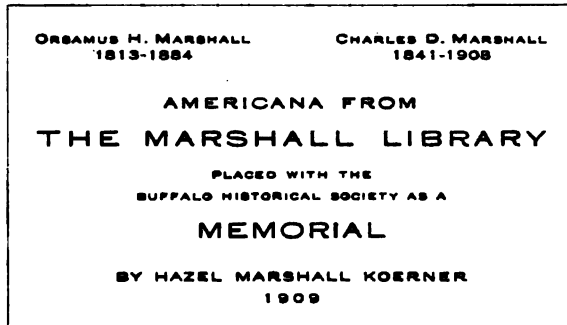 ORSAMUS H. MARSHALL CHARLES D. MARSHALL
1813-1884 1841-1908
AMERICANA FROM
THE MARSHALL LIBRARY
PLACED WITH THE
BUFFALO HISTORICAL SOCIETY AS A
MEMORIAL
BY HAZEL MARSHALL KOERNER
1909